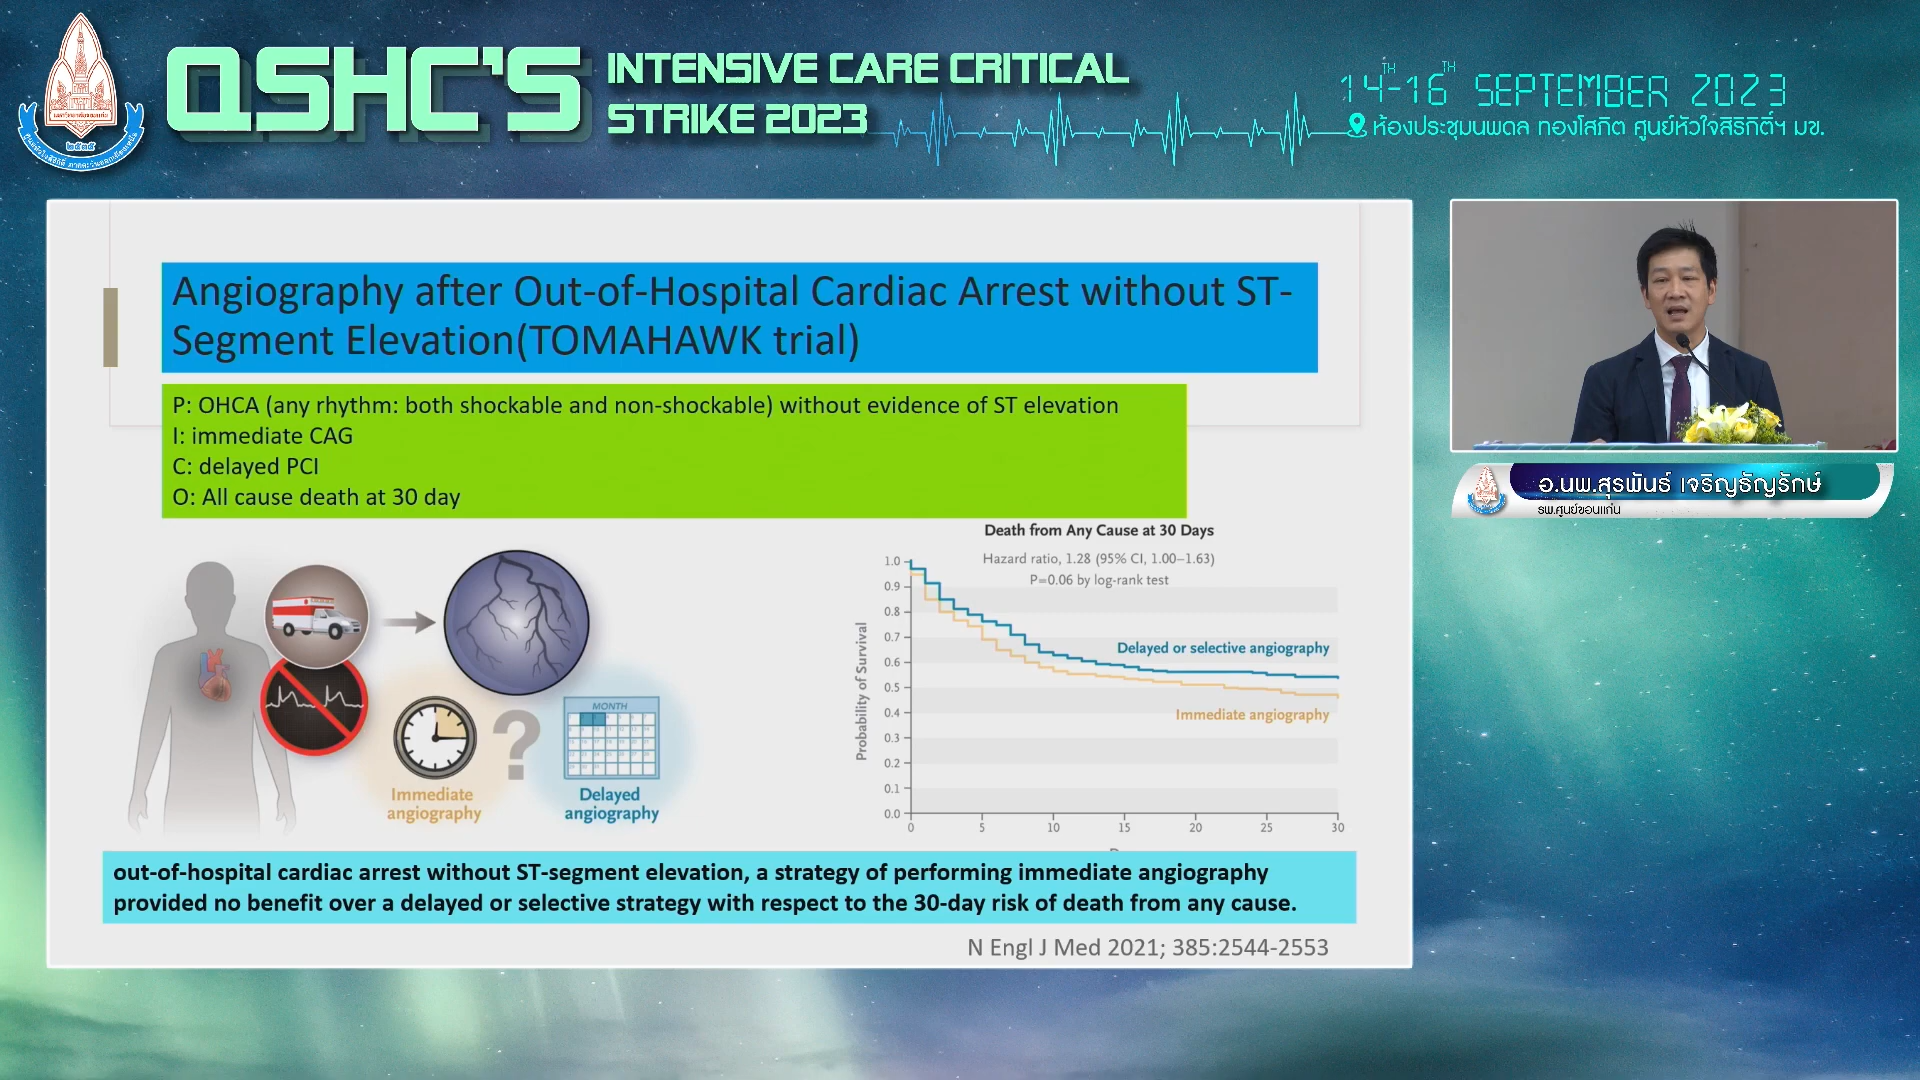 QSHC'S
INTENSIVE CARE CRITICAL
STRIKE 2023
14TH-16TH SEPTEMBER 2023
ห้องประชุมนพดล ทองโสภิต ศูนย์หัวใจสิริกิติ์ฯ มข.
Angiography after Out-of-Hospital Cardiac Arrest without ST-
Segment Elevation(TOMAHAWK trial)
P: OHCA (any rhythm: both shockable and non-shockable) without evidence of ST elevation
I: immediate CAG
C: delayed PCI
O: All cause death at 30 day
MONTH
?
Immediate
angiography
Delayed
angiography
Death from Any Cause at 30 Days
Hazard ratio, 1.28 (95% CI, 1.00–1.63)
P=0.06 by log-rank test
Probability of Survival
1.0
0.9
0.8
0.7
0.6
0.5
0.4
0.3
0.2
0.1
0.0
Delayed or selective angiography
Immediate angiography
0 5 10 15 20 25 30
out-of-hospital cardiac arrest without ST-segment elevation, a strategy of performing immediate angiography
provided no benefit over a delayed or selective strategy with respect to the 30-day risk of death from any cause.
N Engl J Med 2021; 385:2544-2553
อ.นพ.สุรพันธ์ เจริญธัญรักษ์
รพ.ศูนย์ขอนแก่น